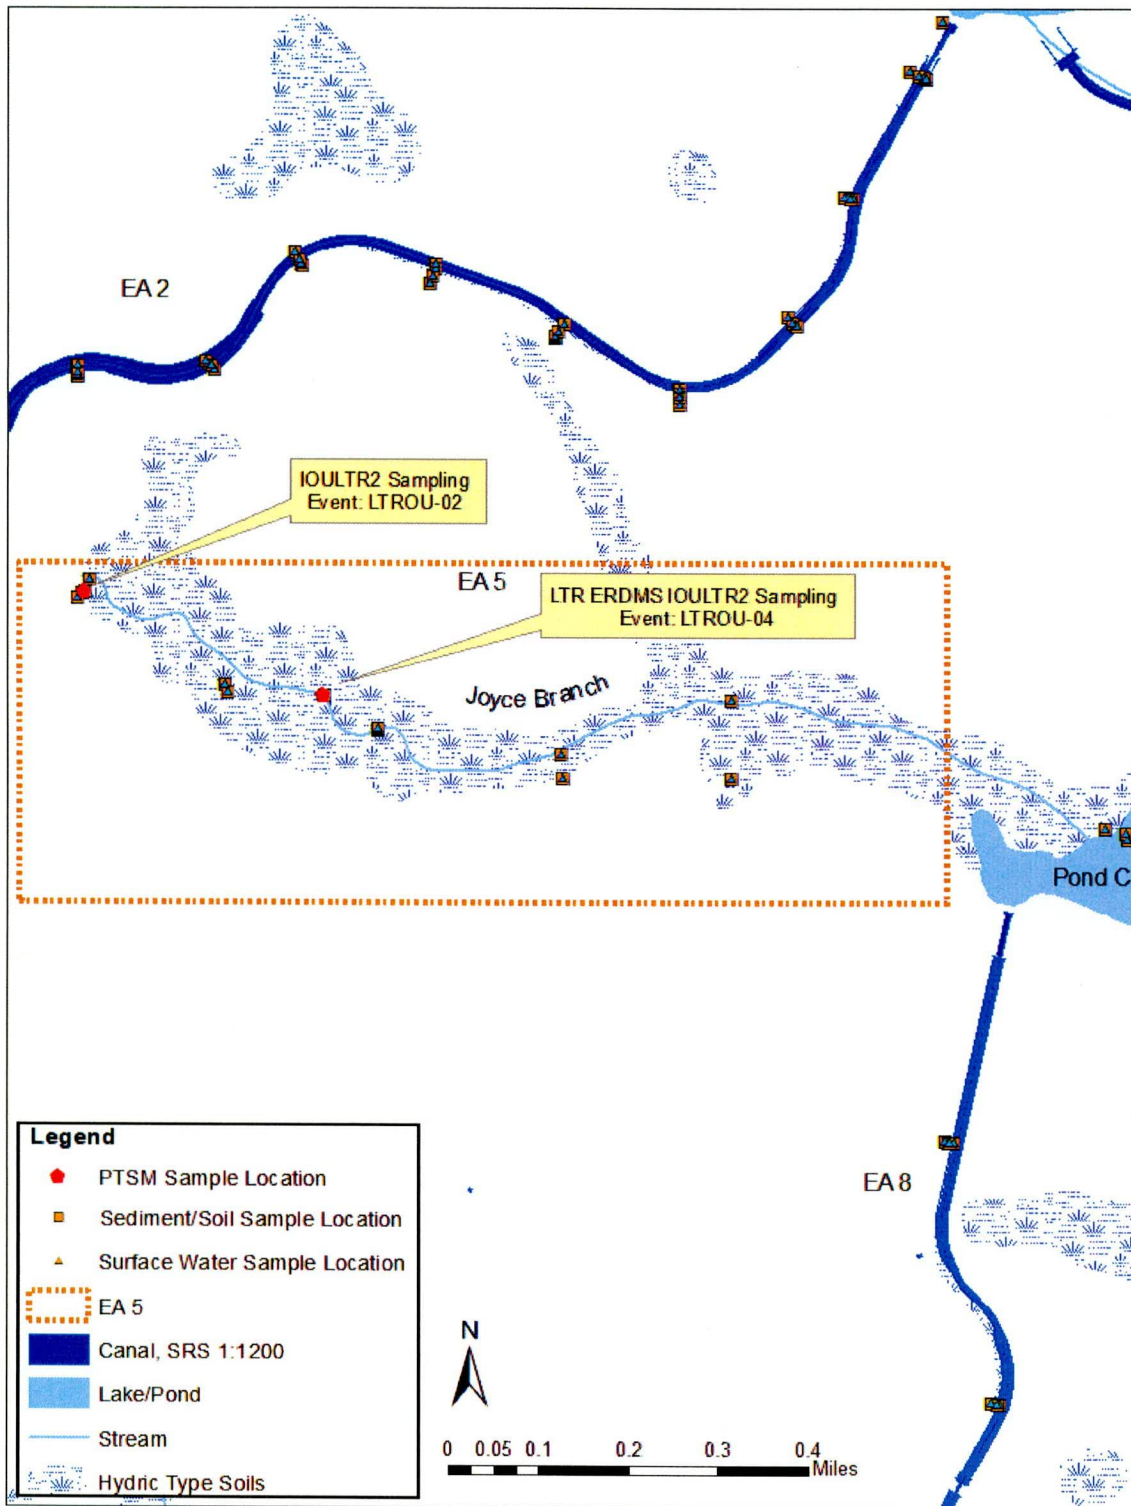 EA 2
IOULTR2 Sampling
Event: LTROU-02
EA 5
LTR ERDMS IOULTR2 Sampling
Event: LTROU-04
Joyce Branch
Pond C
EA 8
Legend
PTSM Sample Location
Sediment/Soil Sample Location
Surface Water Sample Location
EA 5
Canal, SRS 1:1200
Lake/Pond
Stream
Hydric Type Soils
N
0 0.05 0.1 0.2 0.3 0.4
Miles